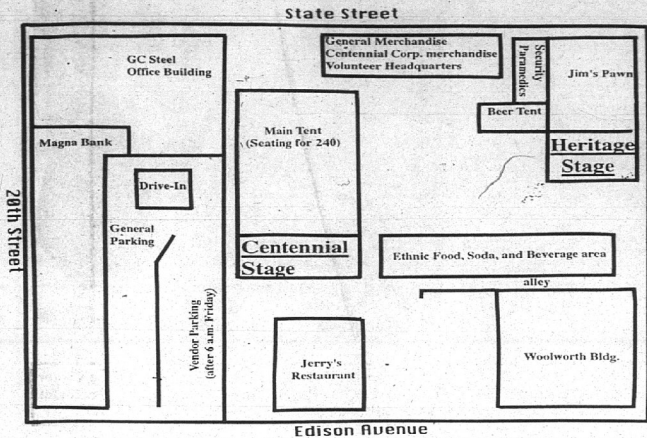 State Street
GC Steel
Office Building
General Merchandise
Centennial Corp. merchandise
Volunteer Headquarters
Security
Paramedics
Jim's Pawn
Beer Tent
Main Tent
(Seating for 240)
Magna Bank
Heritage
Stage
Drive-In
20th Street
General
Parking
Centennial
Stage
Ethnic Food, Soda, and Beverage area
alley
Vendor Parking
(after 6 a.m. Friday)
Jerry's
Restaurant
Woolworth Bldg.
Edison Avenue